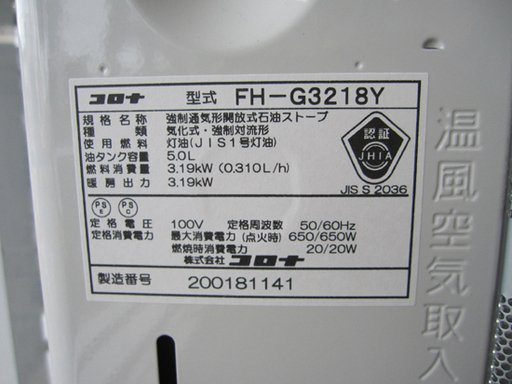 コロナ 型式 FH-G3218Y
規格名称 強制通気形開放式石油ストーブ
種類 気化式・強制対流形
使用燃料 灯油(JIS1号灯油)
油タンク容量 5.0L
燃料消費量 3.19kW (0.310L/h)
暖房出力 3.19kW
認証
JHIA
JIS S 2036
PS E PS C
定格電圧 100V 定格周波数 50/60Hz
定格消費電力 最大消費電力 (点火時) 650/650W
燃焼時消費電力 20/20W
株式会社 コロナ
製造番号 200181141
温風空気取入